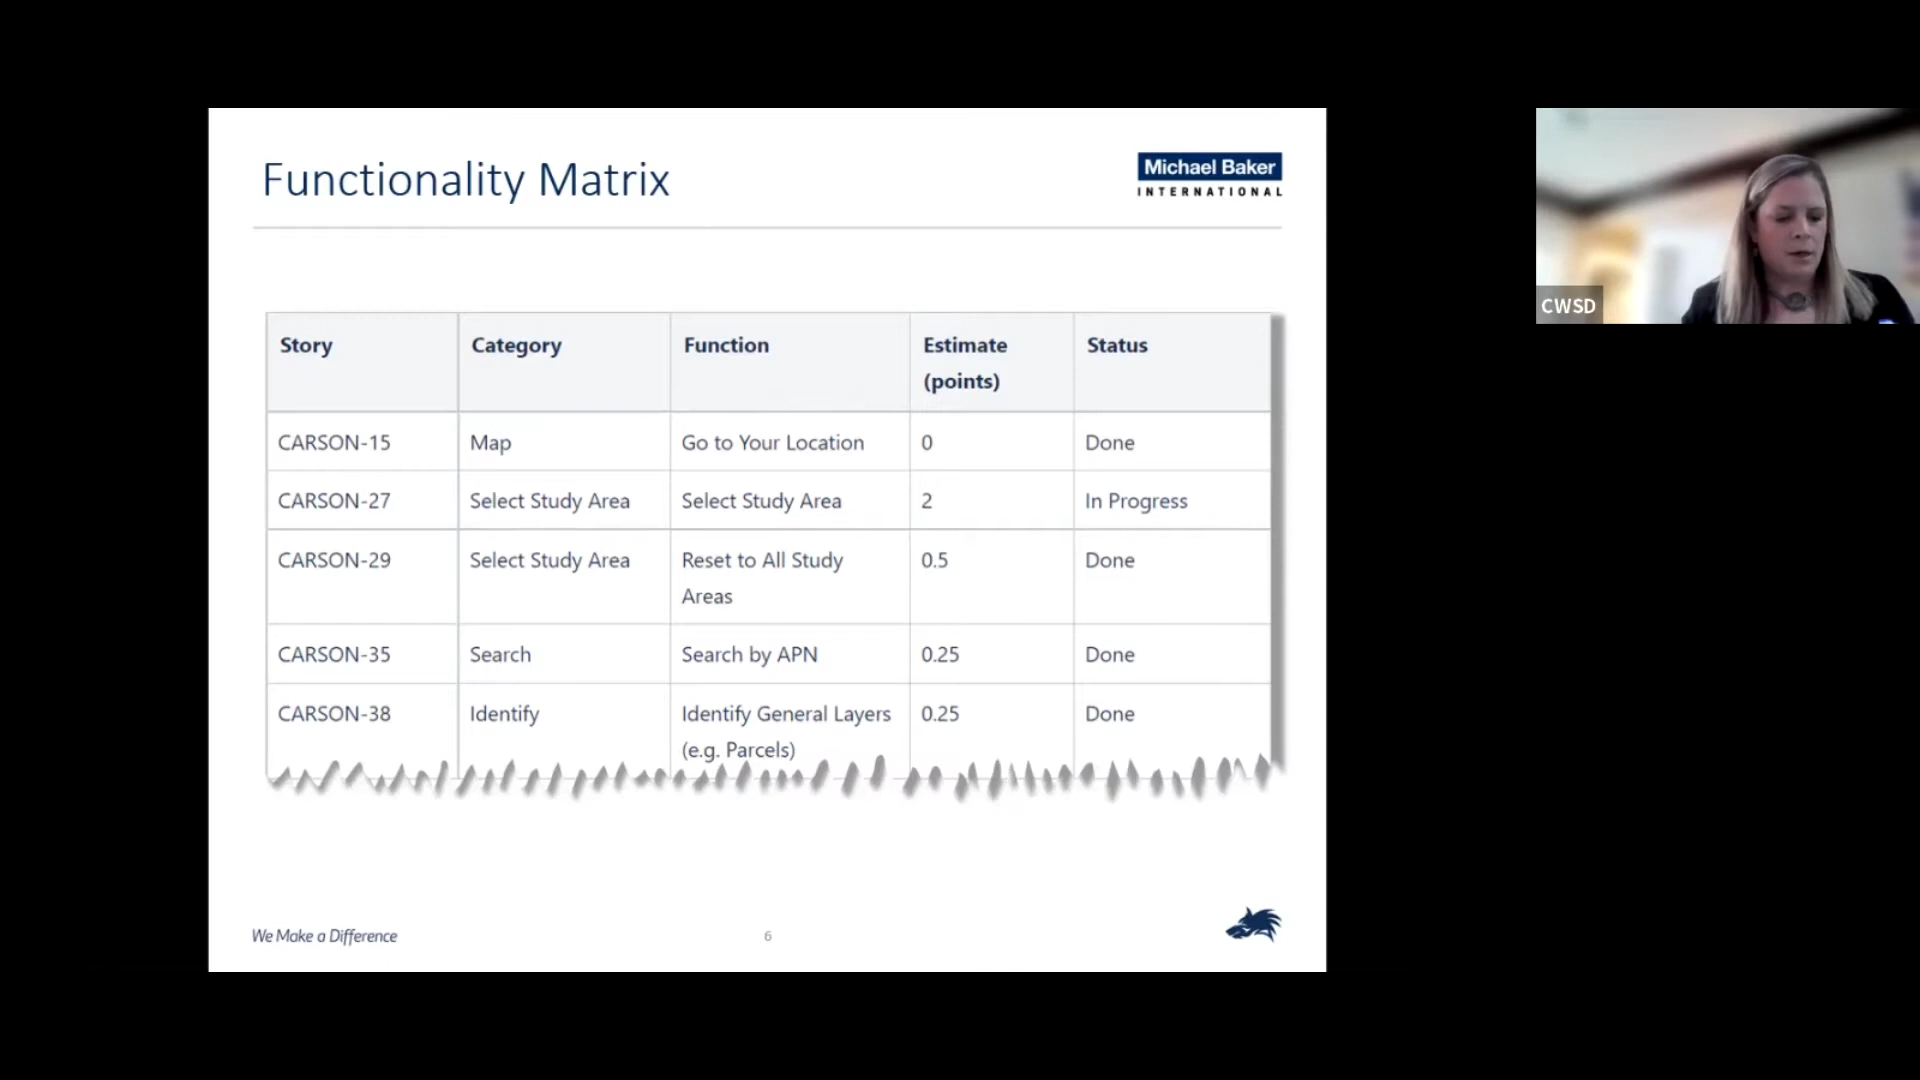 Functionality Matrix
Michael Baker
INTERNATIONAL
Story Category Function Estimate (points) Status
CARSON-15 Map Go to Your Location 0 Done
CARSON-27 Select Study Area Select Study Area 2 In Progress
CARSON-29 Select Study Area Reset to All Study Areas 0.5 Done
CARSON-35 Search Search by APN 0.25 Done
CARSON-38 Identify Identify General Layers (e.g. Parcels) 0.25 Done
We Make a Difference
6
CWSD